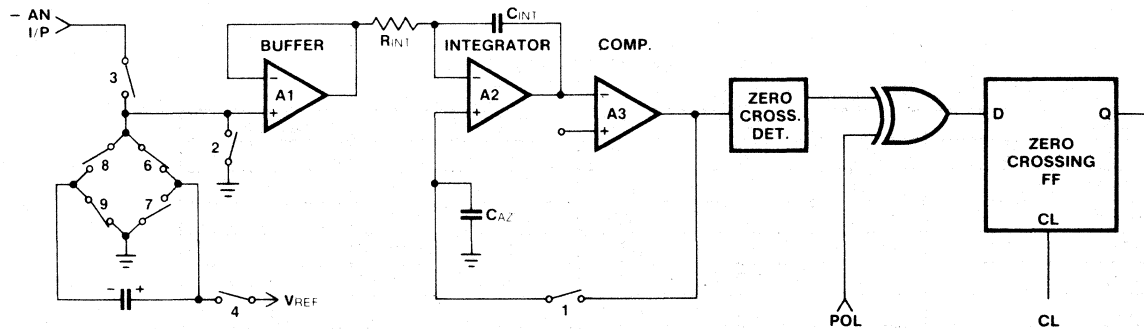 – AN
I/P
3
2
8
6
9
7
– +
4
VREF
BUFFER
–
A1
+
RINT
CINT
INTEGRATOR
–
A2
+
CAZ
1
COMP.
–
A3
+
ZERO
CROSS.
DET.
POL
D
Q
ZERO
CROSSING
FF
CL
CL